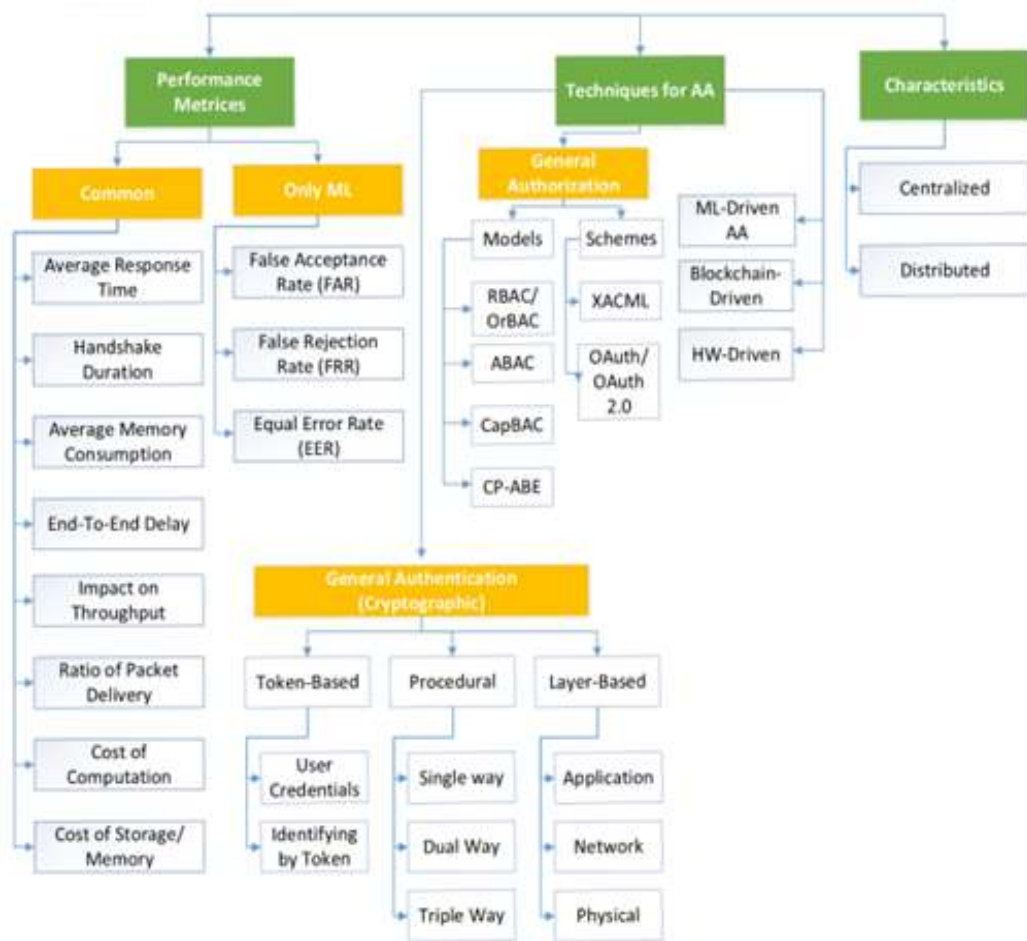 Performance
Metrices
Techniques for AA
Characteristics
Common
Only ML
General
Authorization
Centralized
Distributed
Average Response
Time
Handshake
Duration
Average Memory
Consumption
End-To-End Delay
Impact on
Throughput
Ratio of Packet
Delivery
Cost of
Computation
Cost of Storage/
Memory
False Acceptance
Rate (FAR)
False Rejection
Rate (FRR)
Equal Error Rate
(EER)
Models
RBAC/
OrBAC
ABAC
CapBAC
CP-ABE
Schemes
XACML
OAuth/
OAuth
2.0
ML-Driven
AA
Blockchain-
Driven
HW-Driven
General Authentication
(Cryptographic)
Token-Based
User
Credentials
Identifying
by Token
Procedural
Single way
Dual Way
Triple Way
Layer-Based
Application
Network
Physical